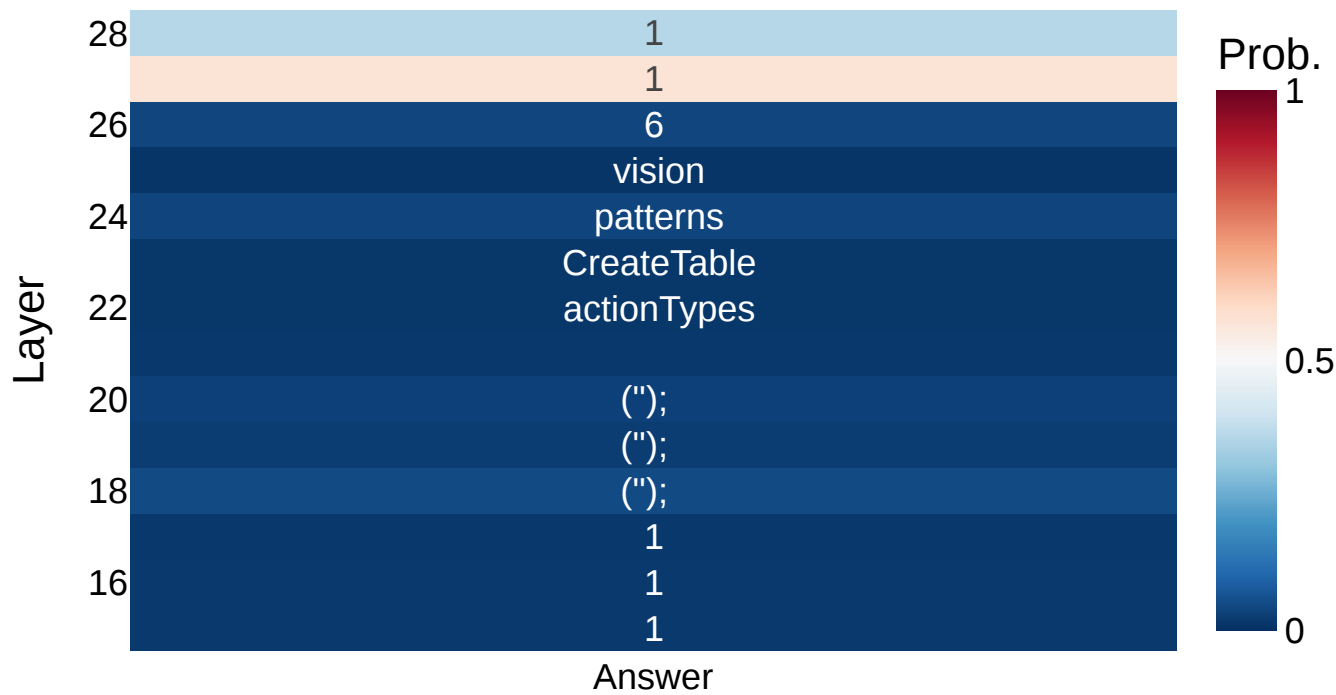 28 1
1
26 6
vision
24 patterns
CreateTable
22 actionTypes
20 ('');
('');
18 ('');
1
16 1
1
Layer
Answer
Prob.
1
0.5
0